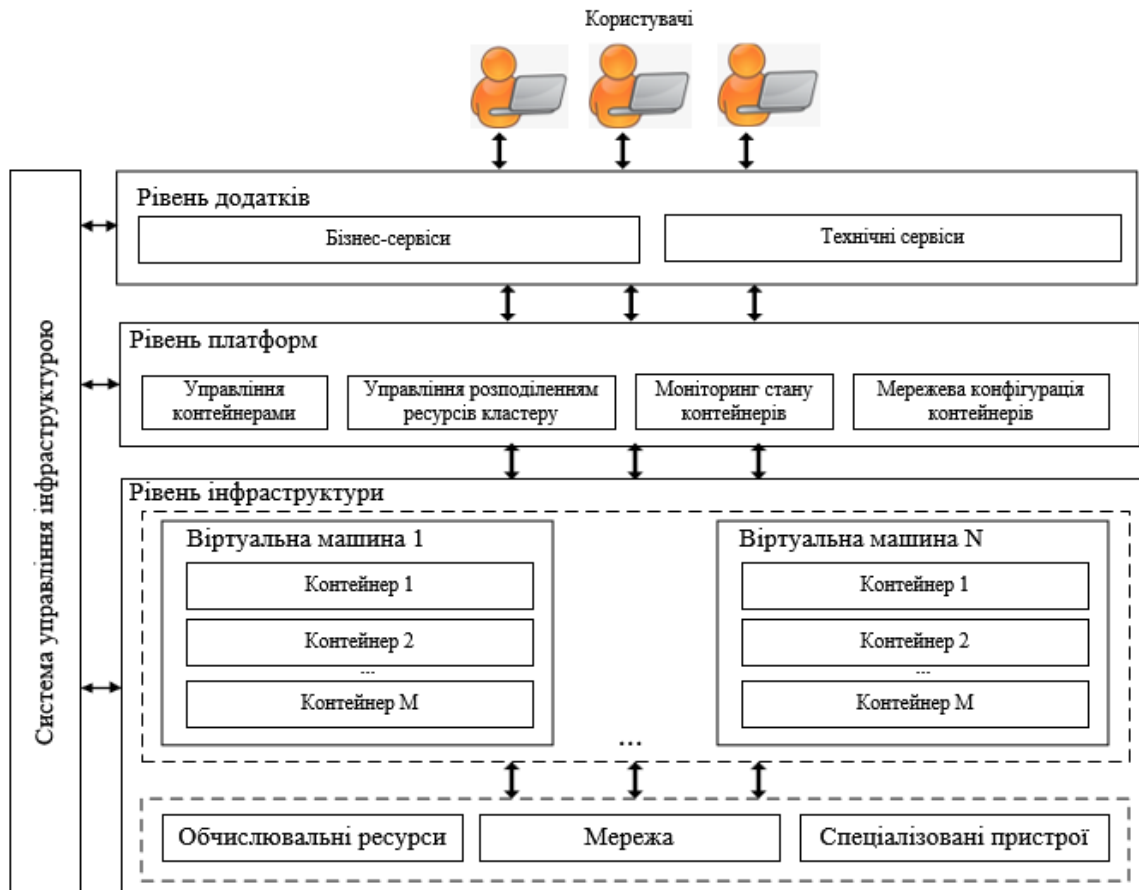 Користувачі
Система управління інфраструктурою
Рівень додатків
Бізнес-сервіси
Технічні сервіси
Рівень платформ
Управління
контейнерами
Управління розподіленням
ресурсів кластеру
Моніторинг стану
контейнерів
Мережева конфігурація
контейнерів
Рівень інфраструктури
Віртуальна машина 1
Контейнер 1
Контейнер 2
...
Контейнер M
...
Віртуальна машина N
Контейнер 1
Контейнер 2
...
Контейнер M
Обчислювальні ресурси
Мережа
Спеціалізовані пристрої